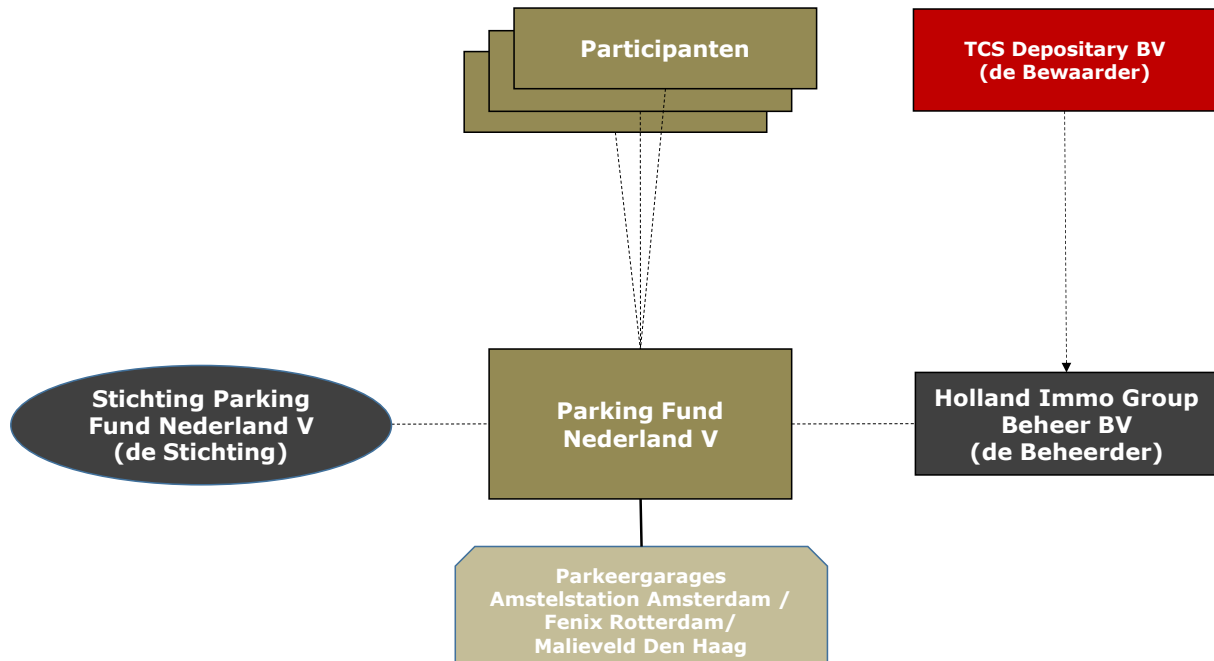 Participanten
TCS Depositary BV
(de Bewaarder)
Stichting Parking
Fund Nederland V
(de Stichting)
Parking Fund
Nederland V
Holland Immo Group
Beheer BV
(de Beheerder)
Parkeergarages
Amstelstation Amsterdam /
Fenix Rotterdam/
Malieveld Den Haag